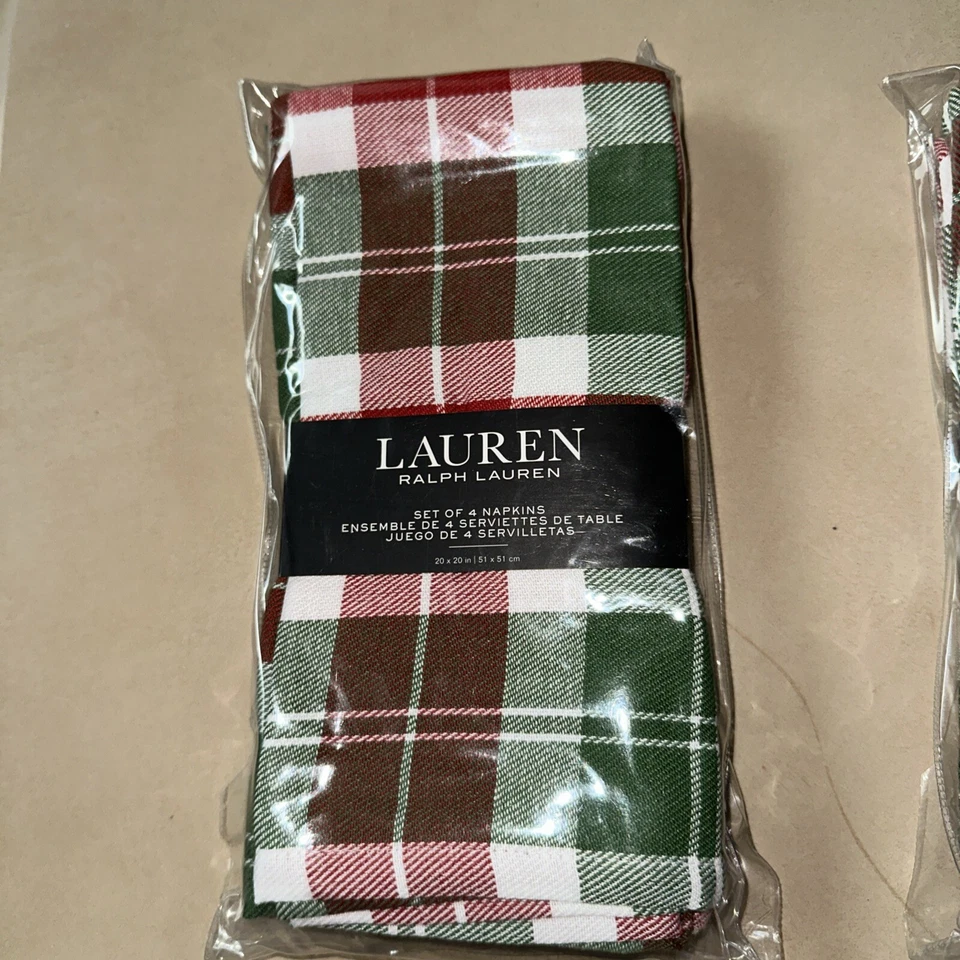 LAUREN
RALPH LAUREN
SET OF 4 NAPKINS
ENSEMBLE DE 4 SERVIETTES DE TABLE
JUEGO DE 4 SERVILLETAS
20 x 20 in | 51 x 51 cm